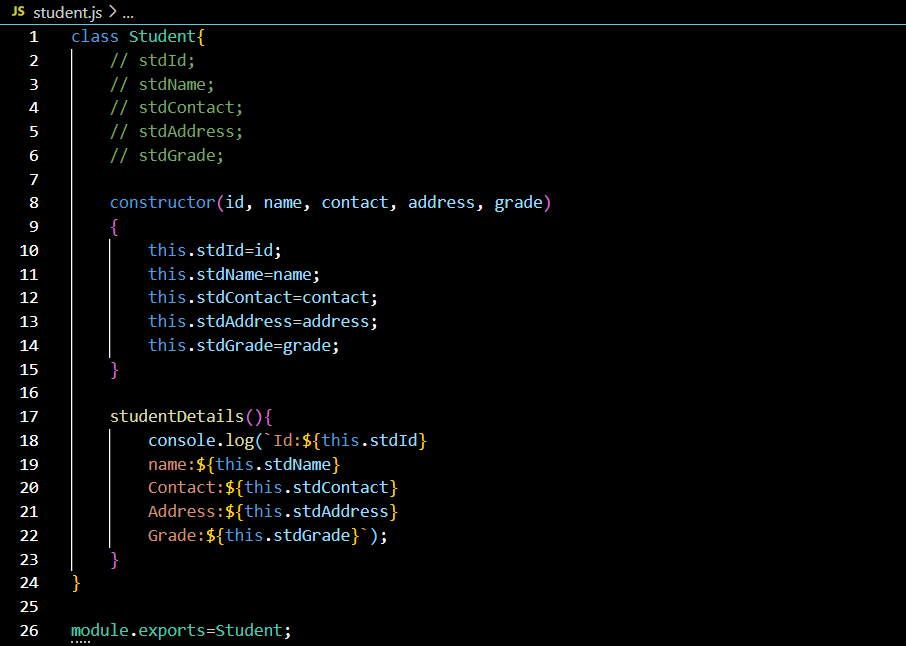 JS student.js > ...
1 class Student{
2 // stdId;
3 // stdName;
4 // stdContact;
5 // stdAddress;
6 // stdGrade;
7
8 constructor(id, name, contact, address, grade)
9 {
10 this.stdId=id;
11 this.stdName=name;
12 this.stdContact=contact;
13 this.stdAddress=address;
14 this.stdGrade=grade;
15 }
16
17 studentDetails(){
18 console.log(`Id:${this.stdId}
19 name:${this.stdName}
20 Contact:${this.stdContact}
21 Address:${this.stdAddress}
22 Grade:${this.stdGrade}`);
23 }
24 }
25
26 module.exports=Student;